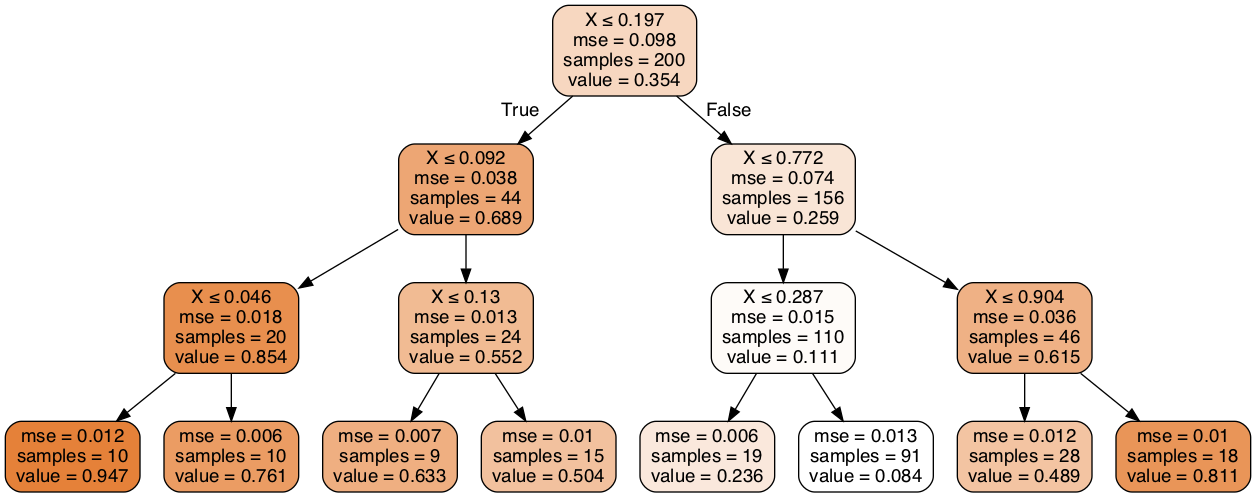 X ≤ 0.197
mse = 0.098
samples = 200
value = 0.354
True
False
X ≤ 0.092
mse = 0.038
samples = 44
value = 0.689
X ≤ 0.772
mse = 0.074
samples = 156
value = 0.259
X ≤ 0.046
mse = 0.018
samples = 20
value = 0.854
X ≤ 0.13
mse = 0.013
samples = 24
value = 0.552
X ≤ 0.287
mse = 0.015
samples = 110
value = 0.111
X ≤ 0.904
mse = 0.036
samples = 46
value = 0.615
mse = 0.012
samples = 10
value = 0.947
mse = 0.006
samples = 10
value = 0.761
mse = 0.007
samples = 9
value = 0.633
mse = 0.01
samples = 15
value = 0.504
mse = 0.006
samples = 19
value = 0.236
mse = 0.013
samples = 91
value = 0.084
mse = 0.012
samples = 28
value = 0.489
mse = 0.01
samples = 18
value = 0.811